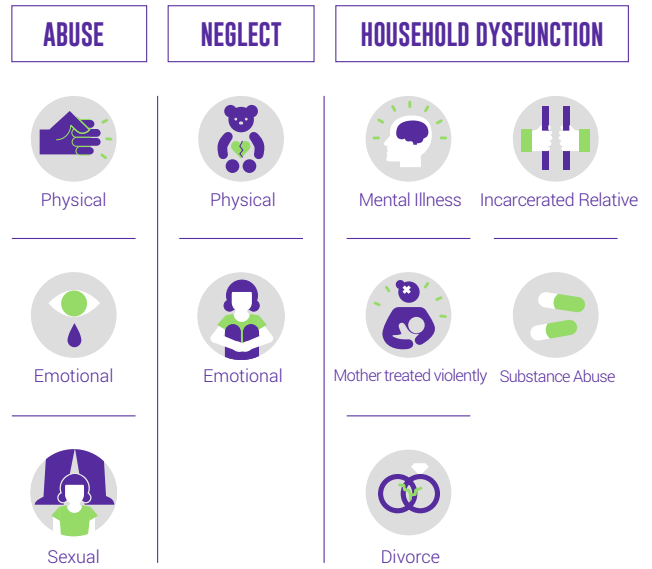 ABUSE
NEGLECT
HOUSEHOLD DYSFUNCTION
Physical
Physical
Mental Illness
Incarcerated Relative
Emotional
Emotional
Mother treated violently
Substance Abuse
Sexual
Divorce